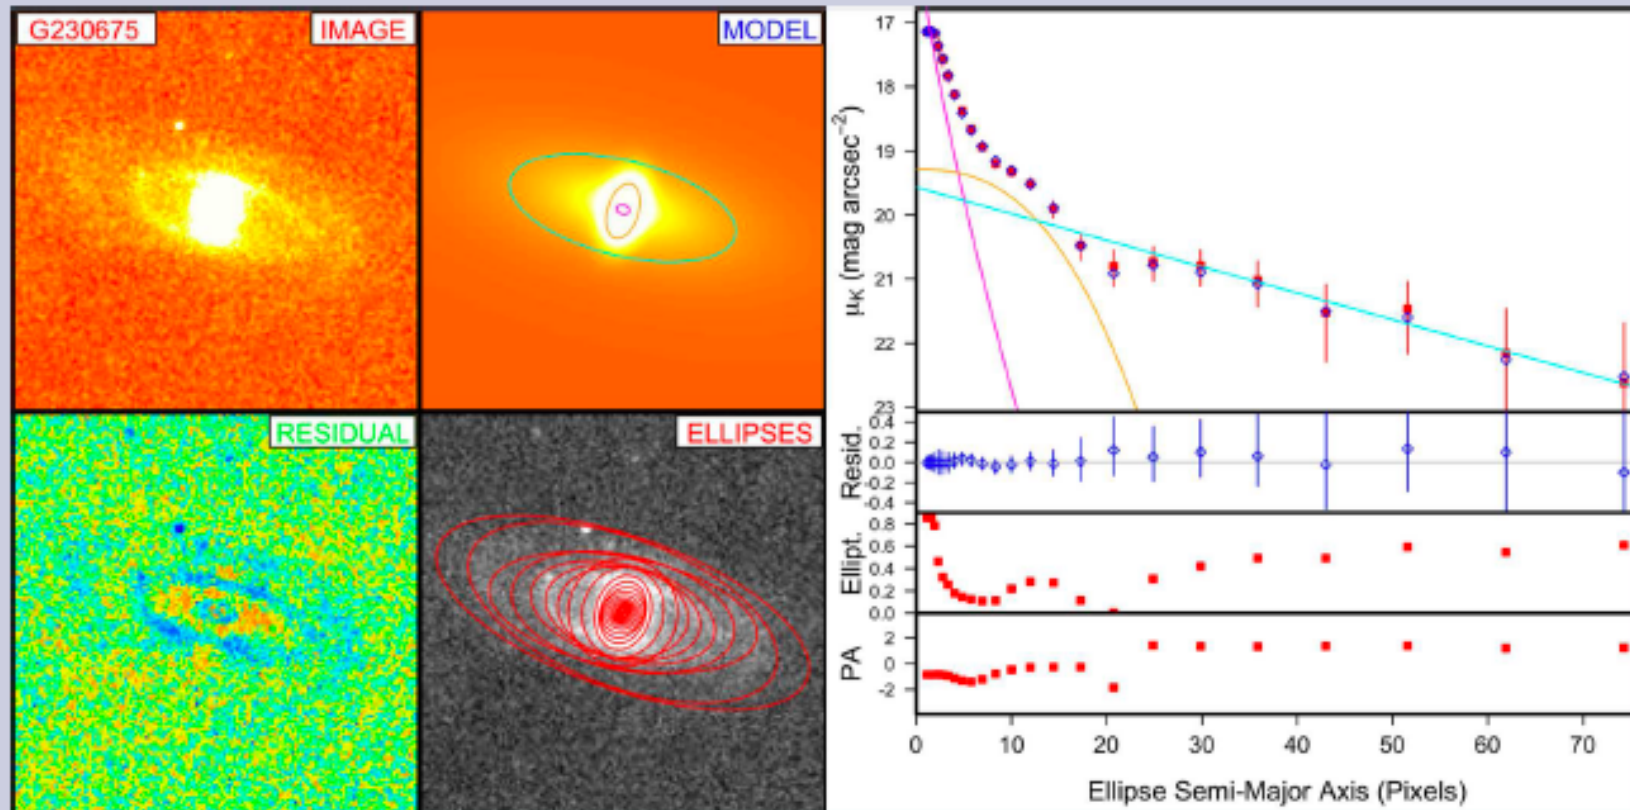 G230675 IMAGE
MODEL
RESIDUAL
ELLIPSES
μK (mag arcsec−2)
17
18
19
20
21
22
23
Resid.
0.4
0.2
0.0
-0.2
-0.4
Ellipt.
0.8
0.6
0.4
0.2
0.0
PA
2
0
-2
0 10 20 30 40 50 60 70
Ellipse Semi-Major Axis (Pixels)